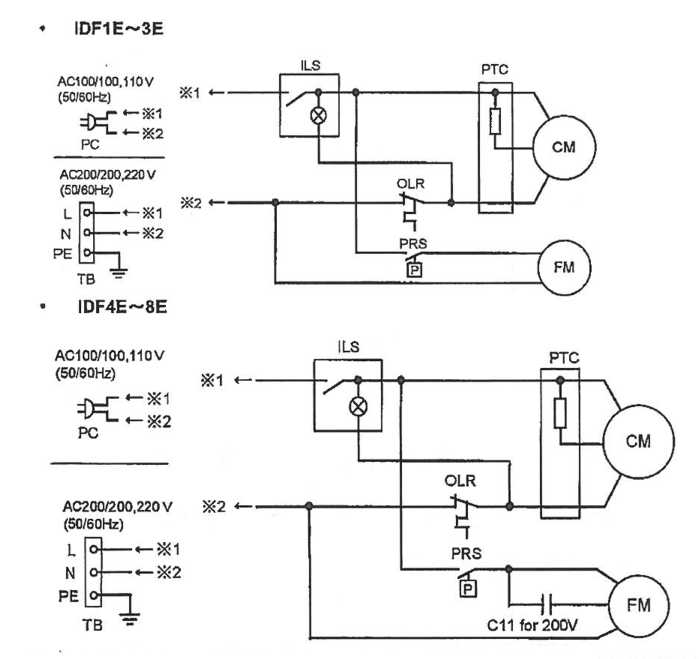 • IDF1E～3E
ILS
PTC
AC100/100,110V
(50/60Hz)
※1
※1
※2
PC
CM
AC200/200,220V
(50/60Hz)
OLR
※2
L
※1
N
※2
PE
TB
PRS
P
FM
• IDF4E～8E
ILS
PTC
AC100/100,110V
(50/60Hz)
※1
※1
※2
PC
CM
OLR
AC200/200,220V
(50/60Hz)
※2
L
※1
N
※2
PE
TB
PRS
P
FM
C11 for 200V